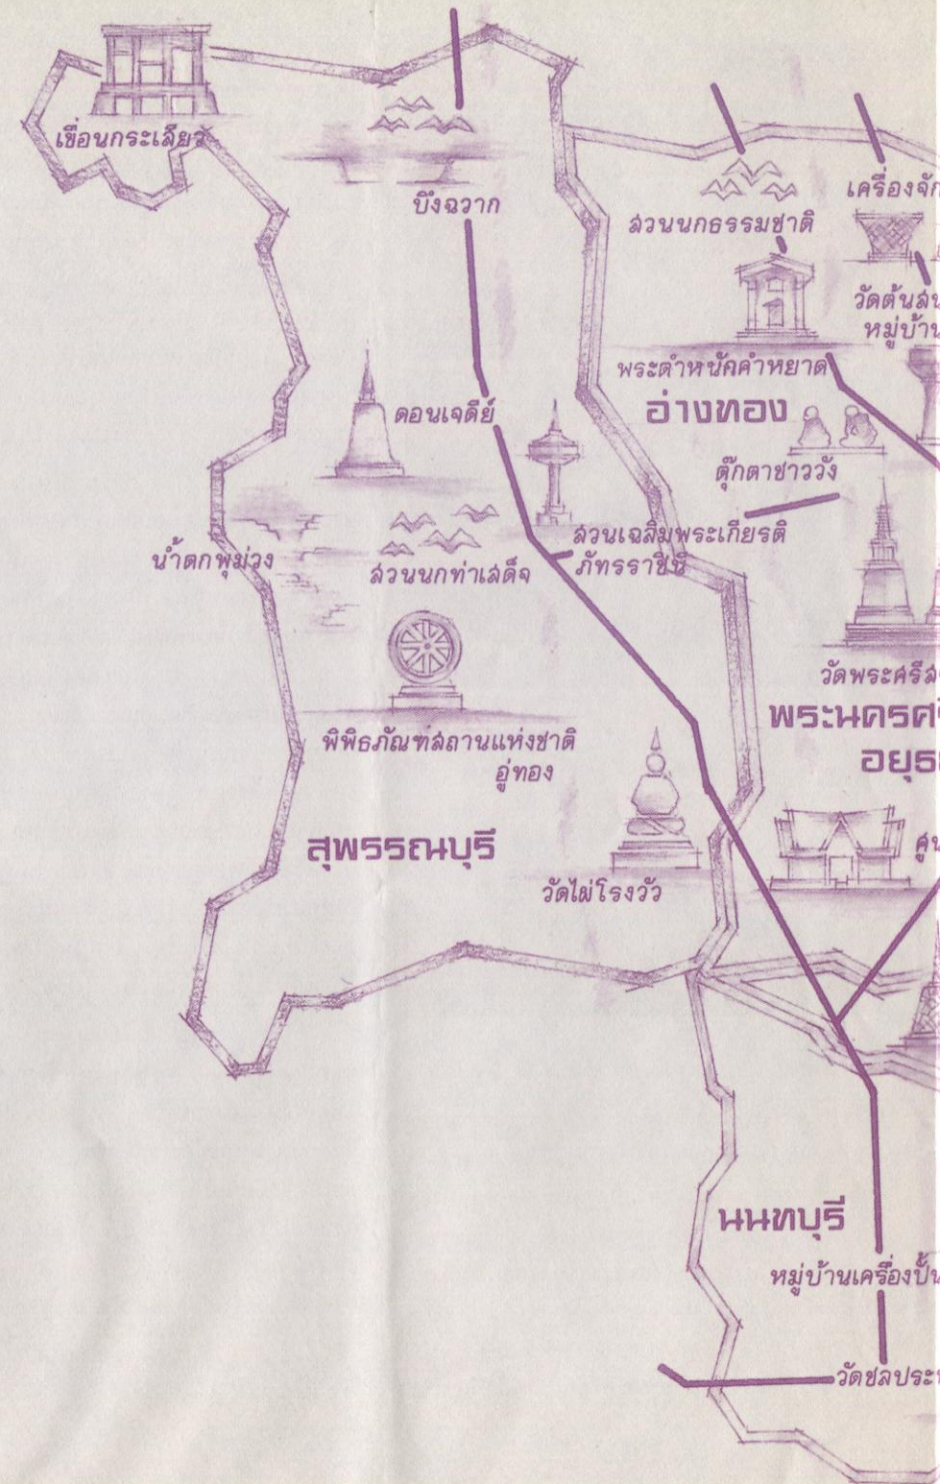 เขื่อนกระเสียว
บึงฉวาก
สวนนกธรรมชาติ
เครื่องจัก
วัดต้นสน
หมู่บ้าน
พระตำหนักคำหยาด
อ่างทอง
ดอนเจดีย์
ตุ๊กตาชาววัง
สวนเฉลิมพระเกียรติ
ภัทรราชินี
น้ำตกพุม่วง
สวนนกท่าเสด็จ
วัดพระศรีส
พระนครศรี
อยุธย
พิพิธภัณฑ์สถานแห่งชาติ
อู่ทอง
สุพรรณบุรี
ศูน
วัดไผ่โรงวัว
นนทบุรี
หมู่บ้านเครื่องปั้น
วัดชลประท